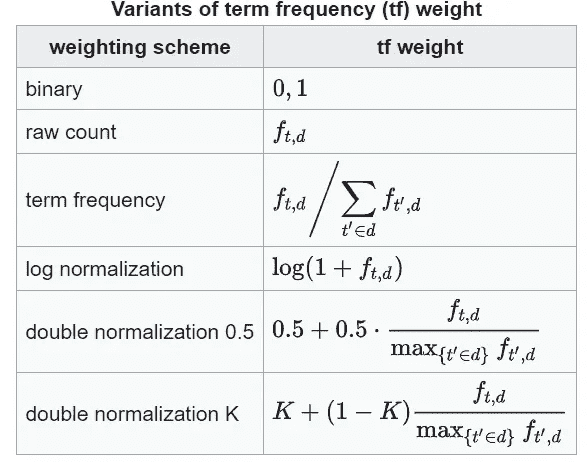 Variants of term frequency (tf) weight
weighting scheme tf weight
binary 0, 1
raw count f_{t,d}
term frequency f_{t,d} / ∑_{t′∈d} f_{t′,d}
log normalization log(1 + f_{t,d})
double normalization 0.5 0.5 + 0.5 · \frac{f_{t,d}}{max_{\{t′∈d\}} f_{t′,d}}
double normalization K K + (1 − K) \frac{f_{t,d}}{max_{\{t′∈d\}} f_{t′,d}}